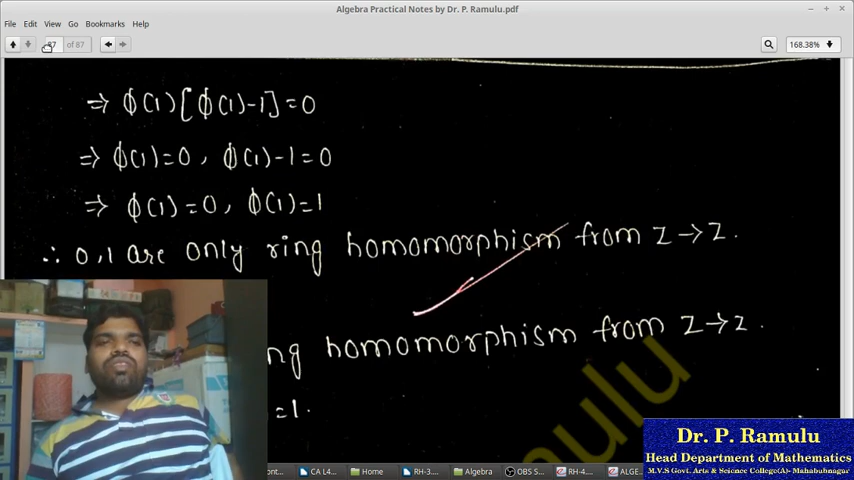 Algebra Practical Notes by Dr. P. Ramulu.pdf
File Edit View Go Bookmarks Help
87 of 87
168.38%
⇒ ϕ(1)[ϕ(1)-1]=0
⇒ ϕ(1)=0, ϕ(1)-1=0
⇒ ϕ(1)=0, ϕ(1)=1
∴ 0,1 are only ring homomorphism from Z→Z.
ng homomorphism from Z→Z.
=1.
amulu
Dr. P. Ramulu
Head Department of Mathematics
M.V.S Govt. Arts & Science College(A)- Mahabubnagar
CA L4... Home RH-3.... Algebra OBS S... RH-4.... ALGE...